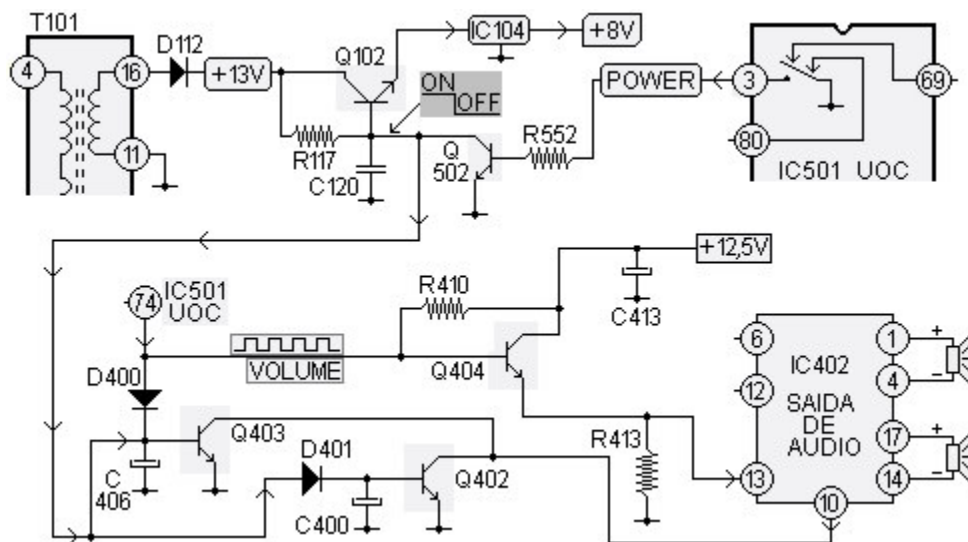 T101
4
16
11
D112
+13V
Q102
IC104
+8V
ON
OFF
POWER
3
69
80
IC501 UOC
R117
C120
Q
502
R552
74
IC501
UOC
VOLUME
R410
+12,5V
C413
Q404
D400
C
406
Q403
D401
C400
Q402
R413
6
12
13
IC402
SAIDA
DE
AUDIO
1
4
17
14
10
+
−
+
−